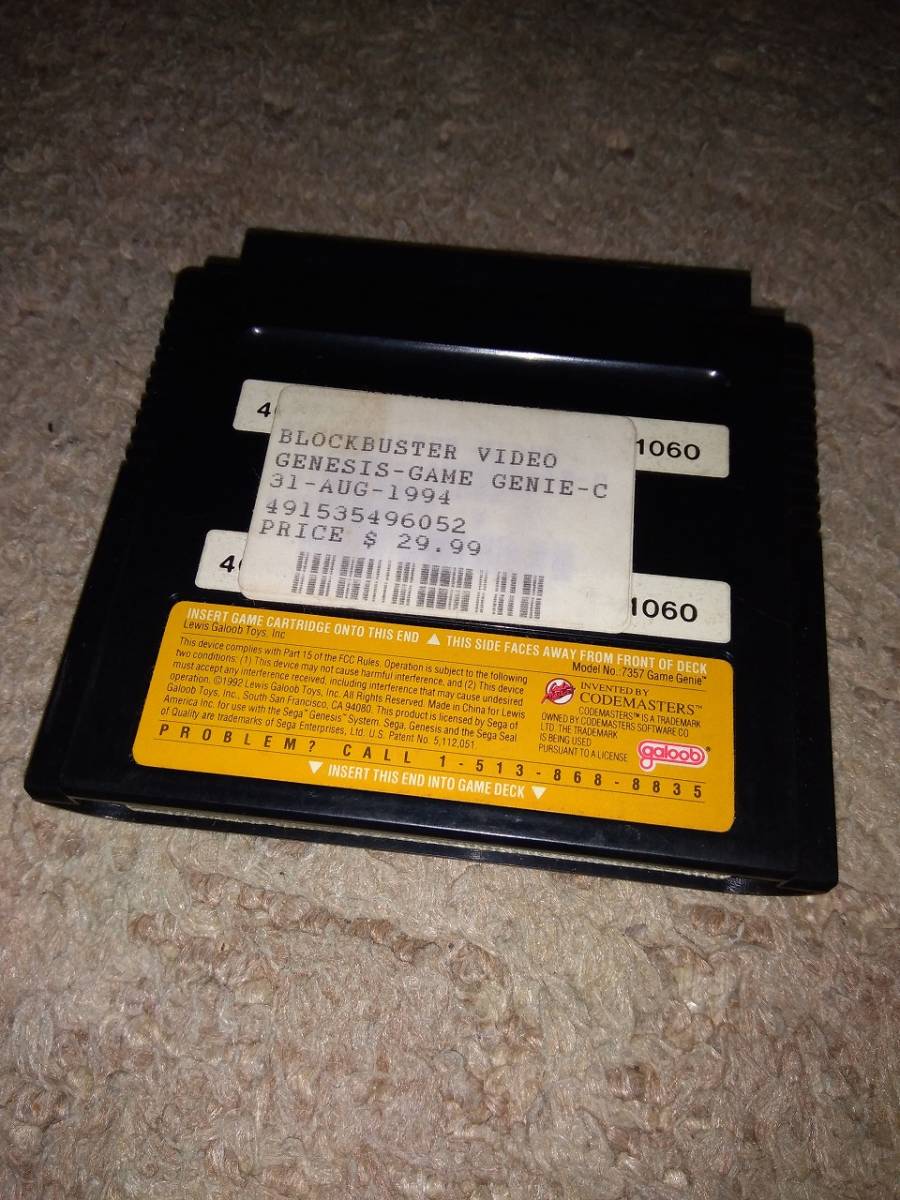 4
1060
BLOCKBUSTER VIDEO
GENESIS-GAME GENIE-C
31-AUG-1994
491535496052
PRICE $ 29.99
4
1060
INSERT GAME CARTRIDGE ONTO THIS END ▲ THIS SIDE FACES AWAY FROM FRONT OF DECK
Lewis Galoob Toys, Inc
Model No.: 7357 Game Genie™
This device complies with Part 15 of the FCC Rules. Operation is subject to the following
two conditions: (1) This device may not cause harmful interference, and (2) This device
must accept any interference received, including interference that may cause undesired
operation. ©1992 Lewis Galoob Toys, Inc. All Rights Reserved. Made in China for Lewis
Galoob Toys, Inc., South San Francisco, CA 94080. This product is licensed by Sega of
America Inc. for use with the Sega™ Genesis™ System. Sega, Genesis and the Sega Seal
of Quality are trademarks of Sega Enterprises, Ltd. U.S. Patent No. 5,112,051.
INVENTED BY
CODEMASTERS™
CODEMASTERS™ IS A TRADEMARK
OWNED BY CODEMASTERS SOFTWARE CO
LTD. THE TRADEMARK
IS BEING USED
PURSUANT TO A LICENSE
galoob®
PROBLEM? CALL 1-513-868-8835
▼ INSERT THIS END INTO GAME DECK ▼